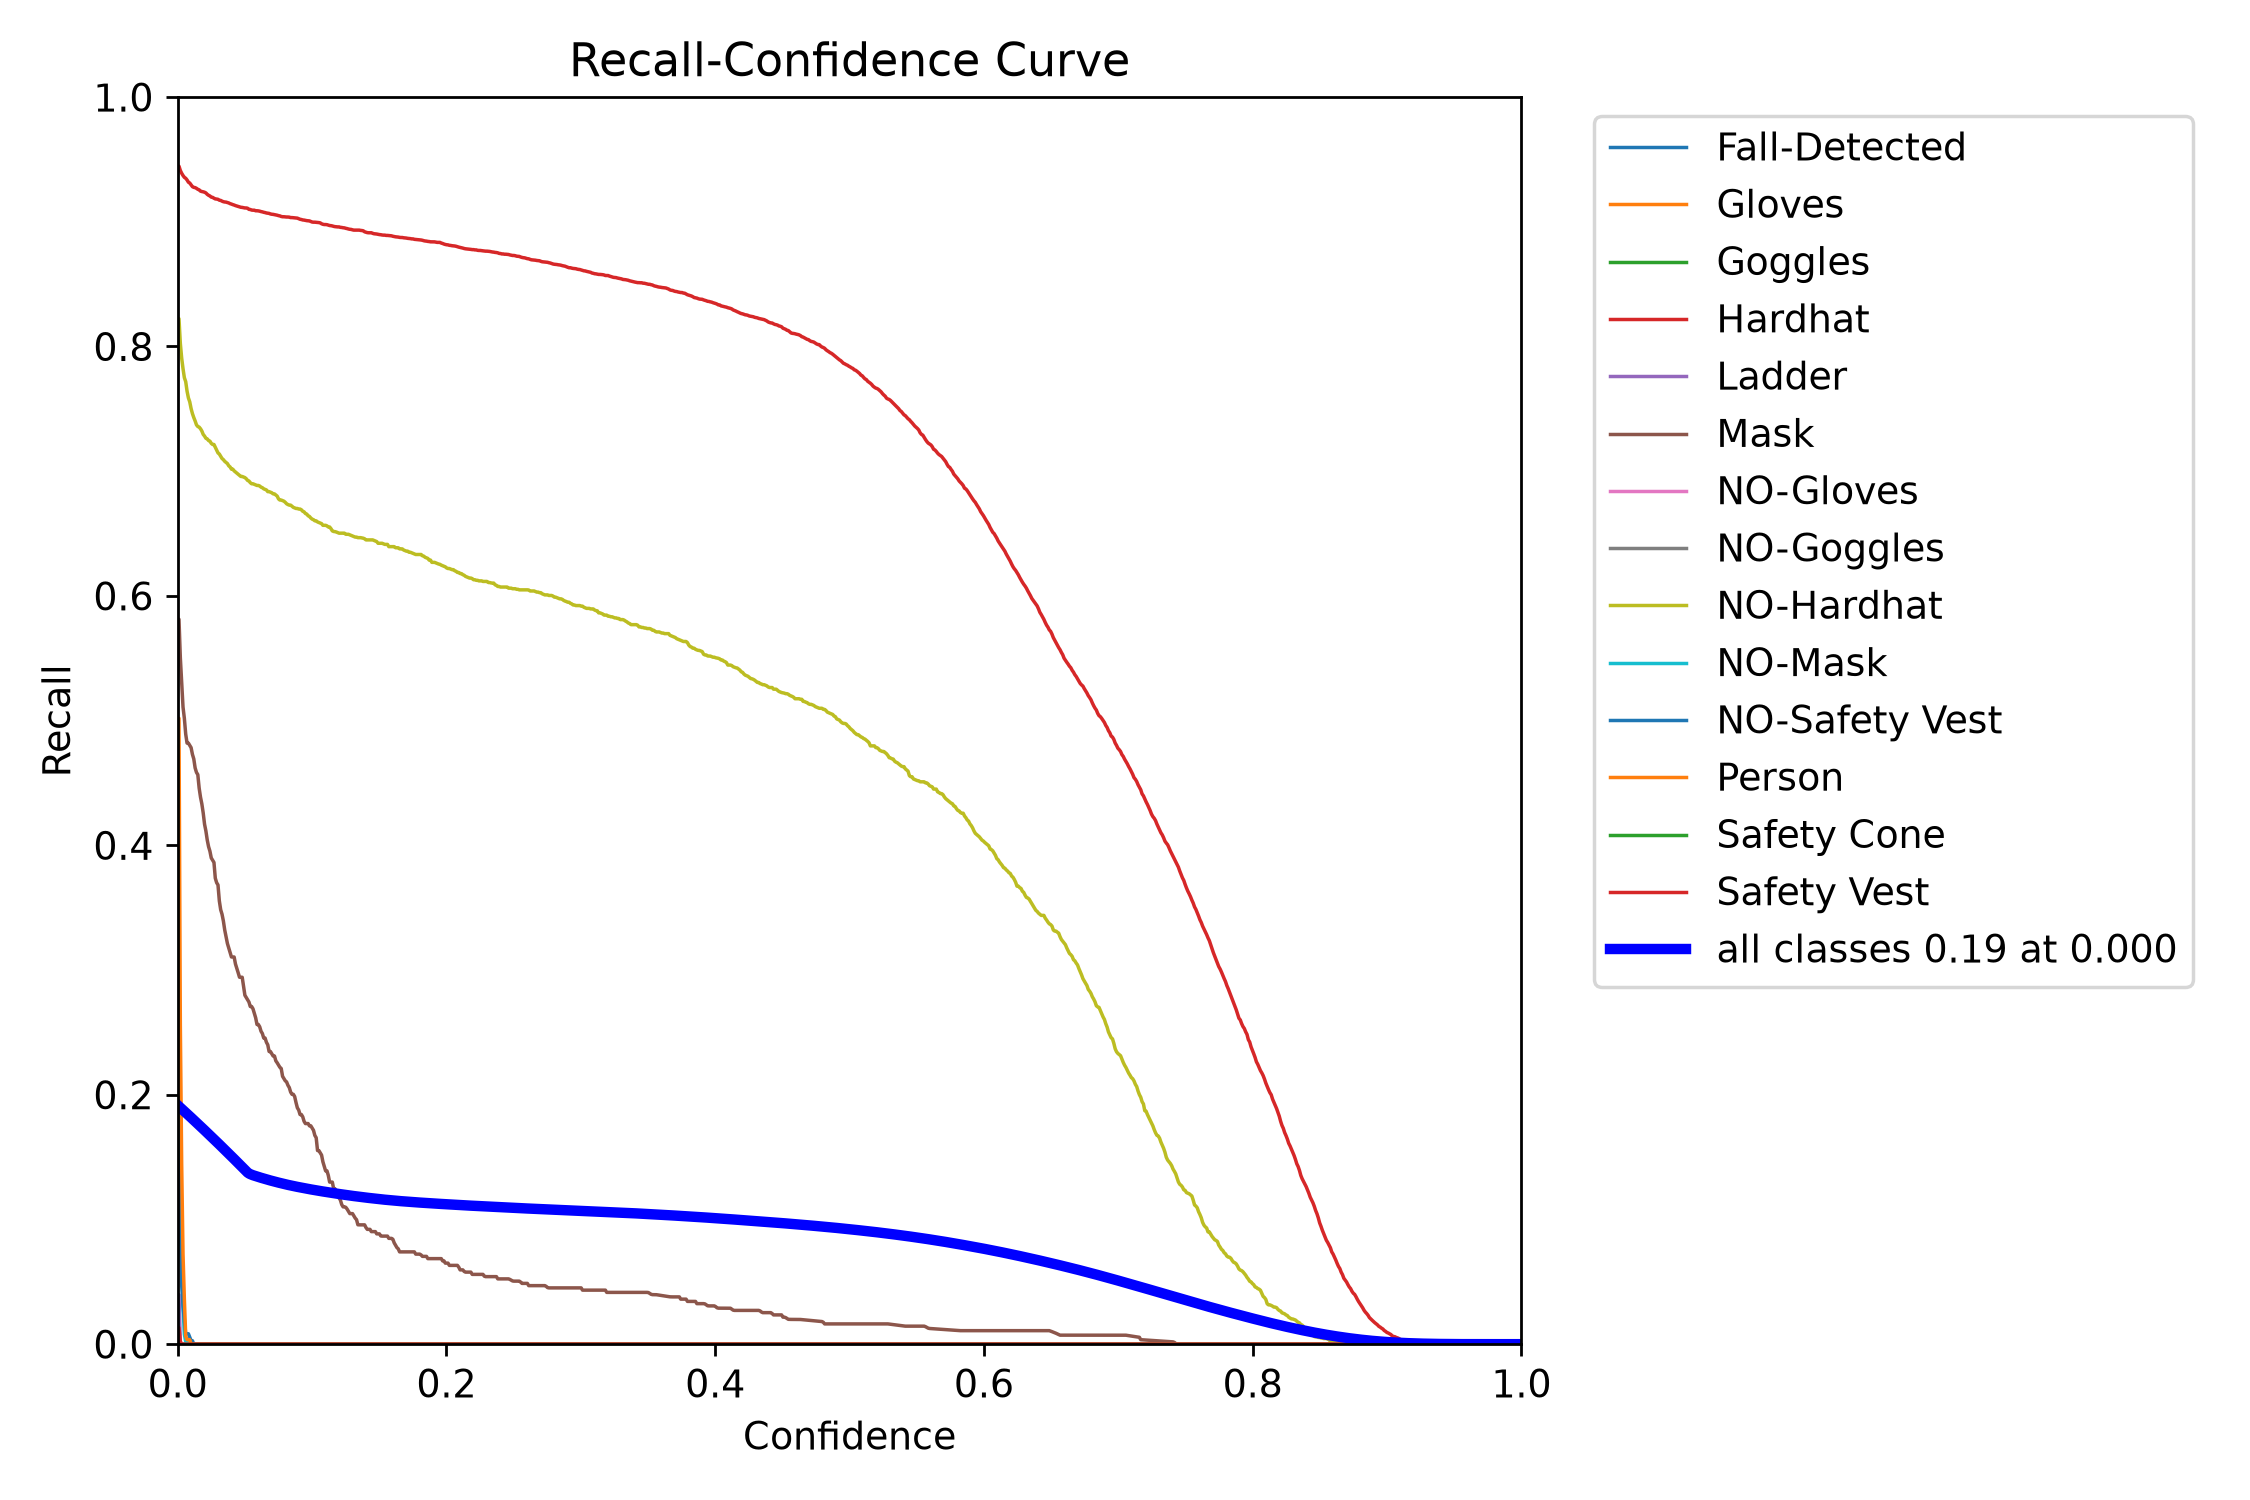 Recall-Confidence Curve
1.0
0.8
0.6
0.4
0.2
0.0
Recall
0.0 0.2 0.4 0.6 0.8 1.0
Confidence
Fall-Detected
Gloves
Goggles
Hardhat
Ladder
Mask
NO-Gloves
NO-Goggles
NO-Hardhat
NO-Mask
NO-Safety Vest
Person
Safety Cone
Safety Vest
all classes 0.19 at 0.000